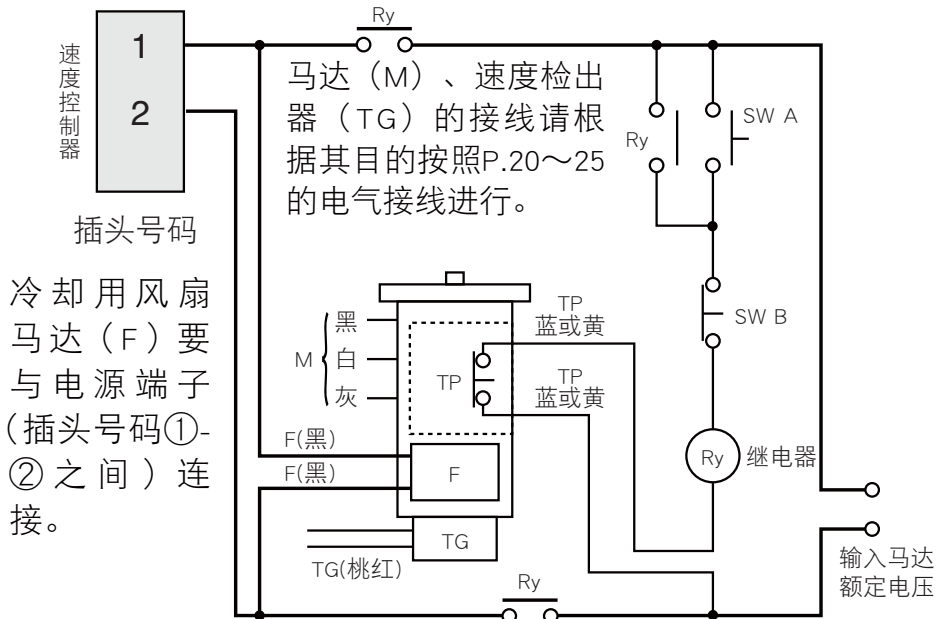 速度控制器
1
2
插头号码
Ry
马达（M）、速度检出
器（TG）的接线请根
据其目的按照P.20～25
的电气接线进行。
Ry
SW A
SW B
Ry
继电器
冷却用风扇
马达（F）要
与电源端子
（插头号码①-
②之间）连
接。
M
黑
白
灰
TP
TP
蓝或黄
TP
蓝或黄
F(黑)
F(黑)
F
TG
TG(桃红)
Ry
输入马达
额定电压